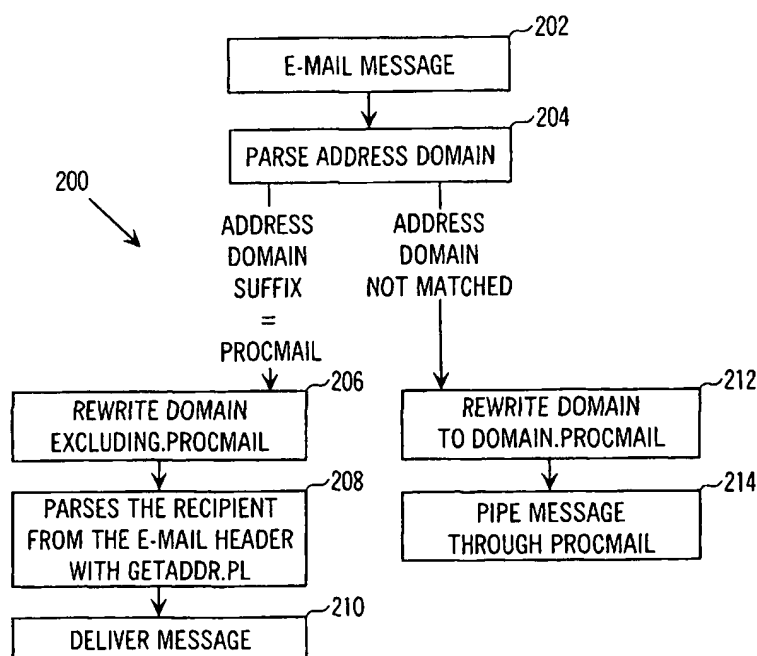 202
E-MAIL MESSAGE
204
PARSE ADDRESS DOMAIN
200
ADDRESS
DOMAIN
SUFFIX
=
PROCMAIL
ADDRESS
DOMAIN
NOT MATCHED
206
REWRITE DOMAIN
EXCLUDING.PROCMAIL
208
PARSES THE RECIPIENT
FROM THE E-MAIL HEADER
WITH GETADDR.PL
210
DELIVER MESSAGE
212
REWRITE DOMAIN
TO DOMAIN.PROCMAIL
214
PIPE MESSAGE
THROUGH PROCMAIL